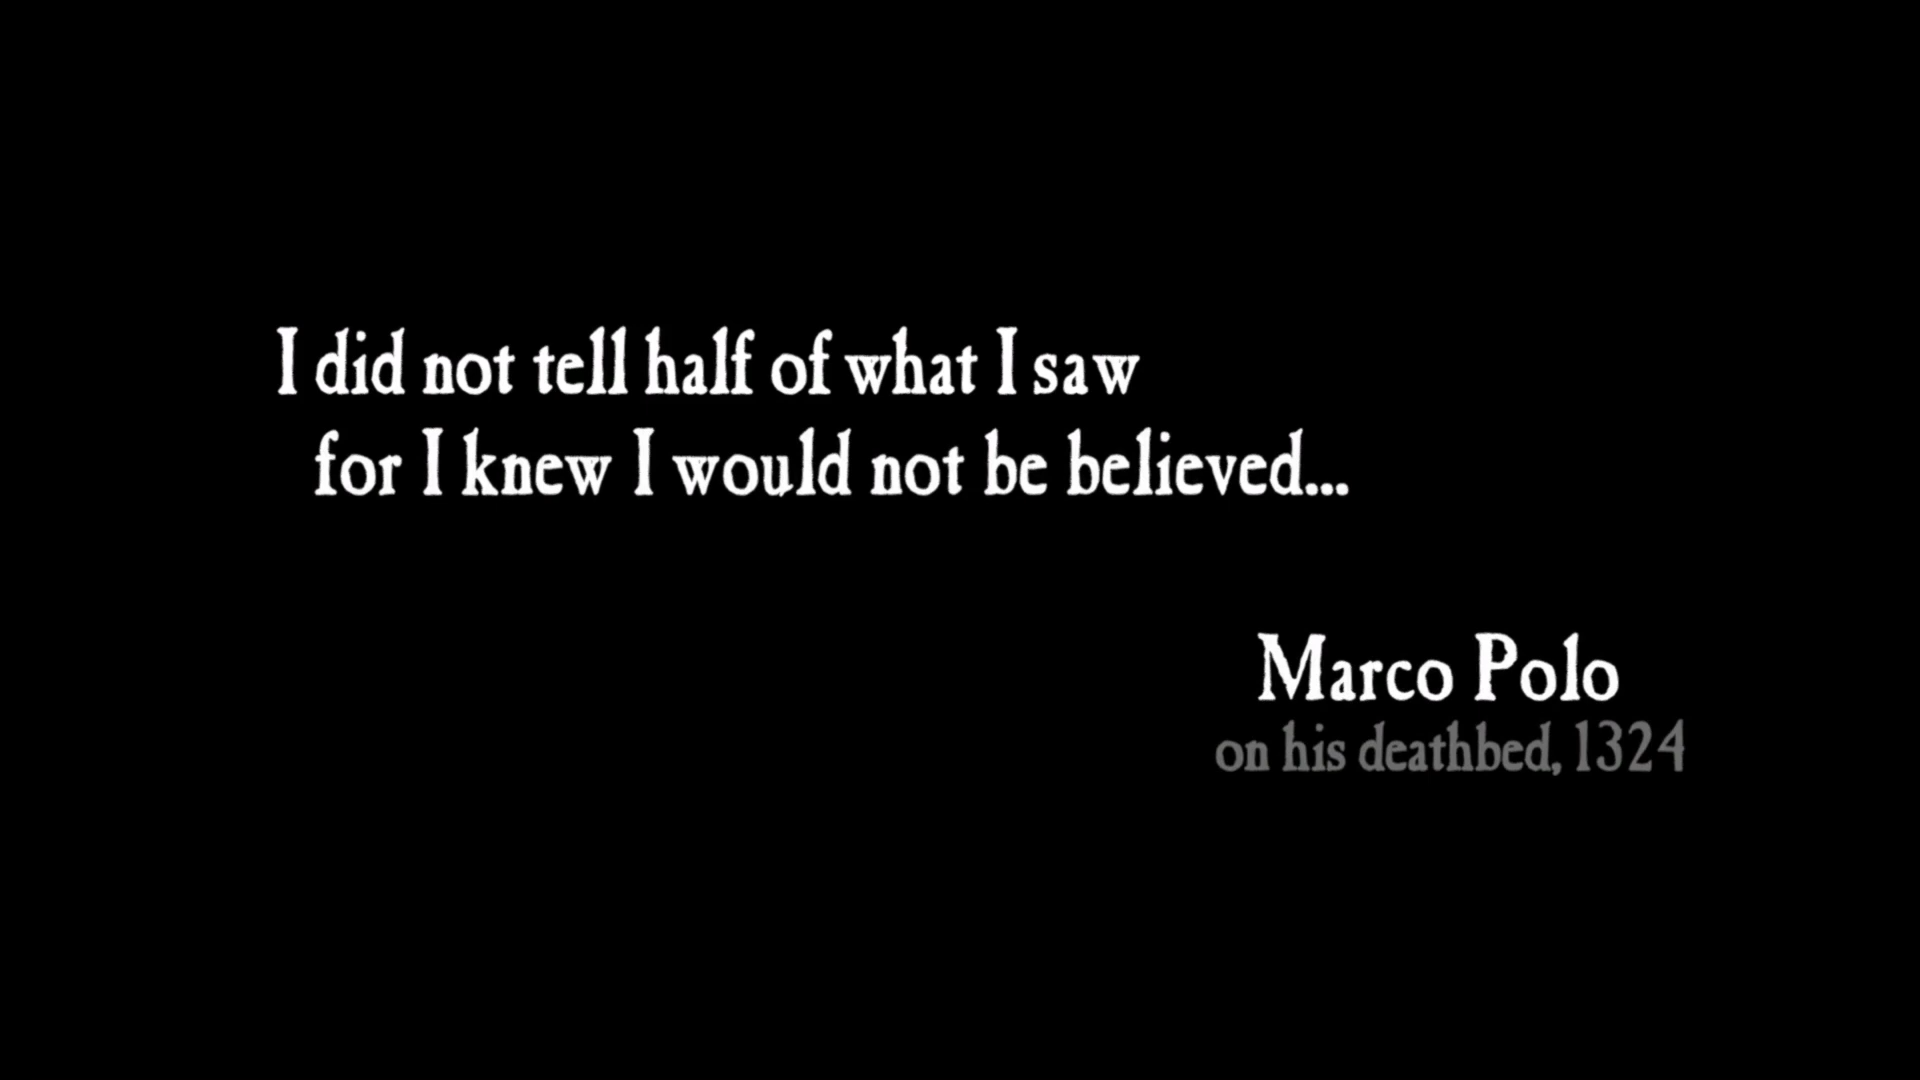 I did not tell half of what I saw
for I knew I would not be believed...
Marco Polo
on his deathbed, 1324